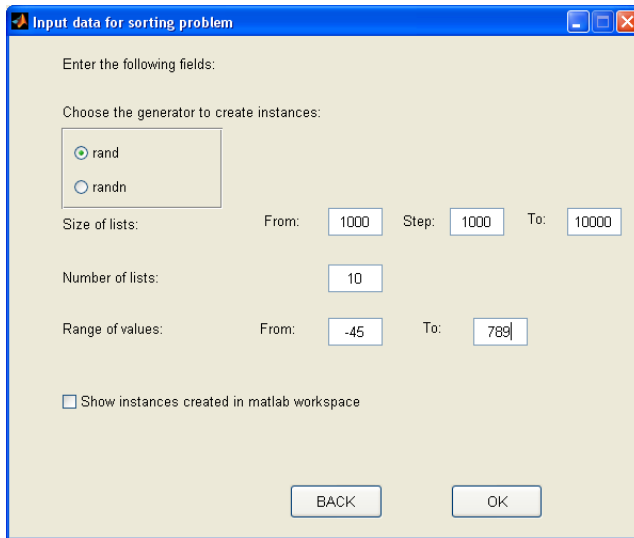 Input data for sorting problem
Enter the following fields:
Choose the generator to create instances:
rand
randn
Size of lists: From: 1000 Step: 1000 To: 10000
Number of lists: 10
Range of values: From: -45 To: 789
Show instances created in matlab workspace
BACK OK